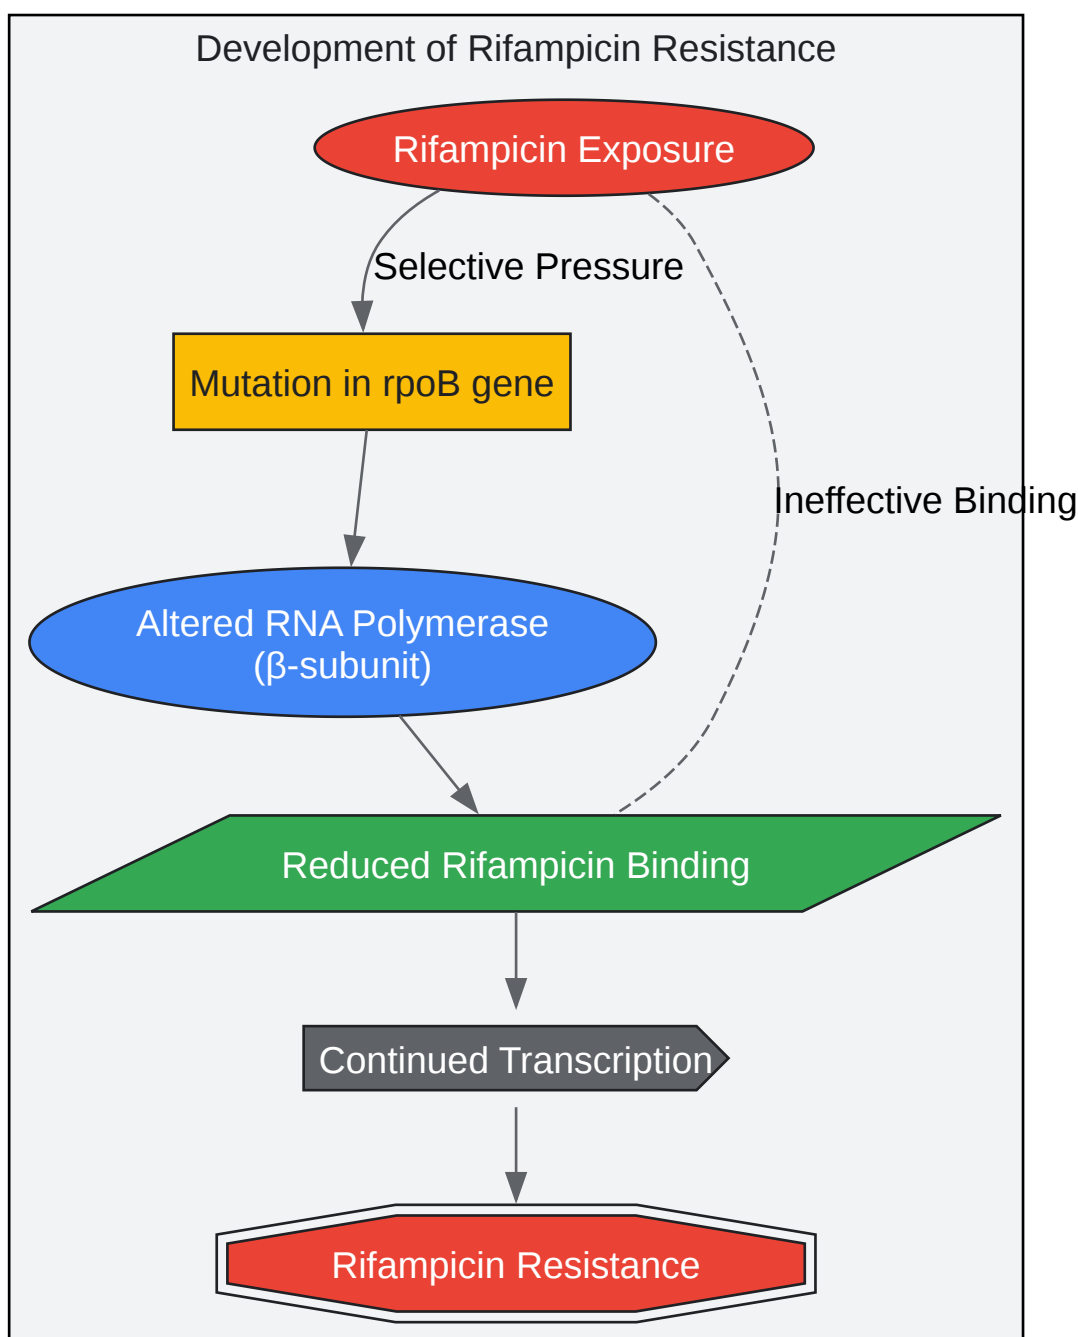 Development of Rifampicin Resistance
Rifampicin Exposure
Selective Pressure
Mutation in rpoB gene
Ineffective Binding
Altered RNA Polymerase
(β-subunit)
Reduced Rifampicin Binding
Continued Transcription
Rifampicin Resistance